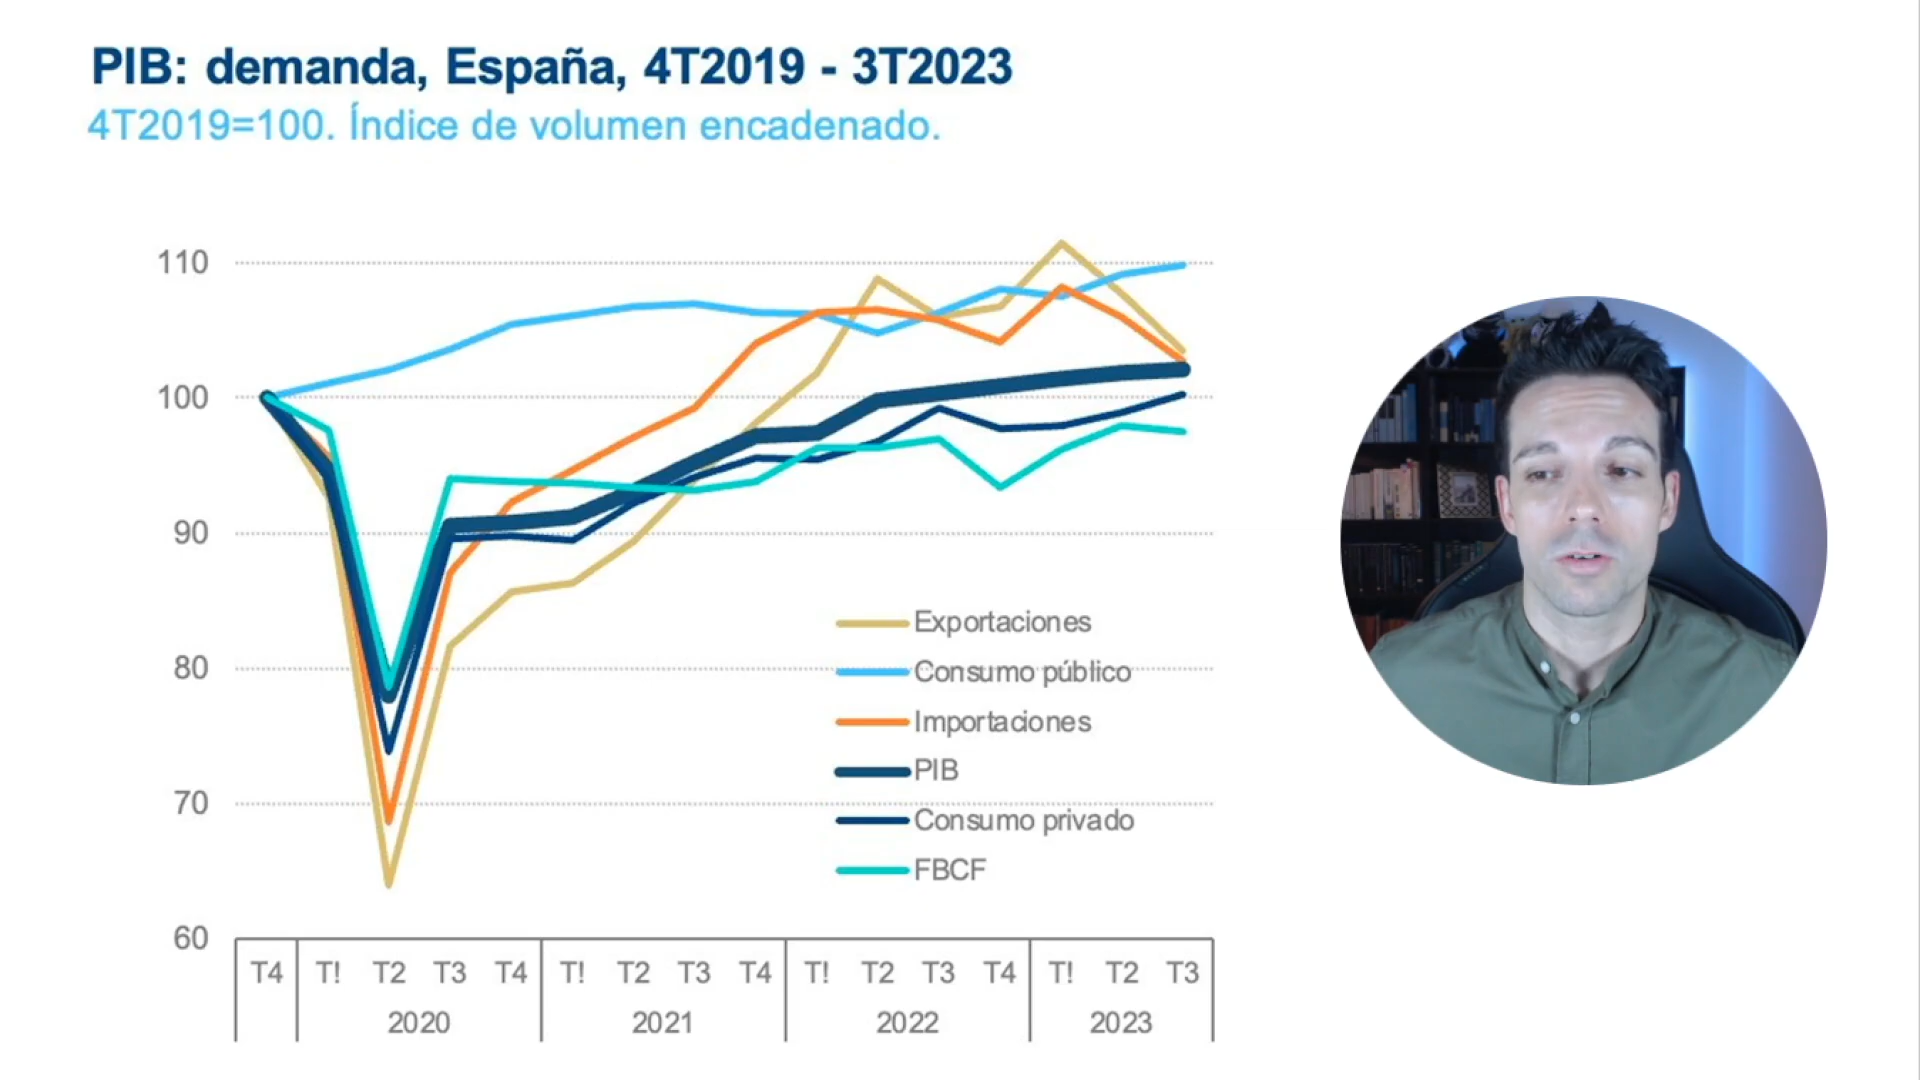 PIB: demanda, España, 4T2019 - 3T2023
4T2019=100. Índice de volumen encadenado.
110
100
90
80
70
60
Exportaciones
Consumo público
Importaciones
PIB
Consumo privado
FBCF
T4 T! T2 T3 T4 T! T2 T3 T4 T! T2 T3 T4 T! T2 T3
2020 2021 2022 2023